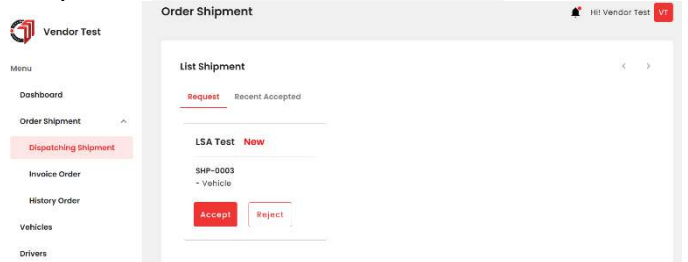 Vendor Test
Menu
Dashboard
Order Shipment
Dispatching Shipment
Invoice Order
History Order
Vehicles
Drivers
Order Shipment
Hi! Vendor Test VT
List Shipment
Request Recent Accepted
LSA Test New
SHP-0003
- Vehicle
Accept Reject